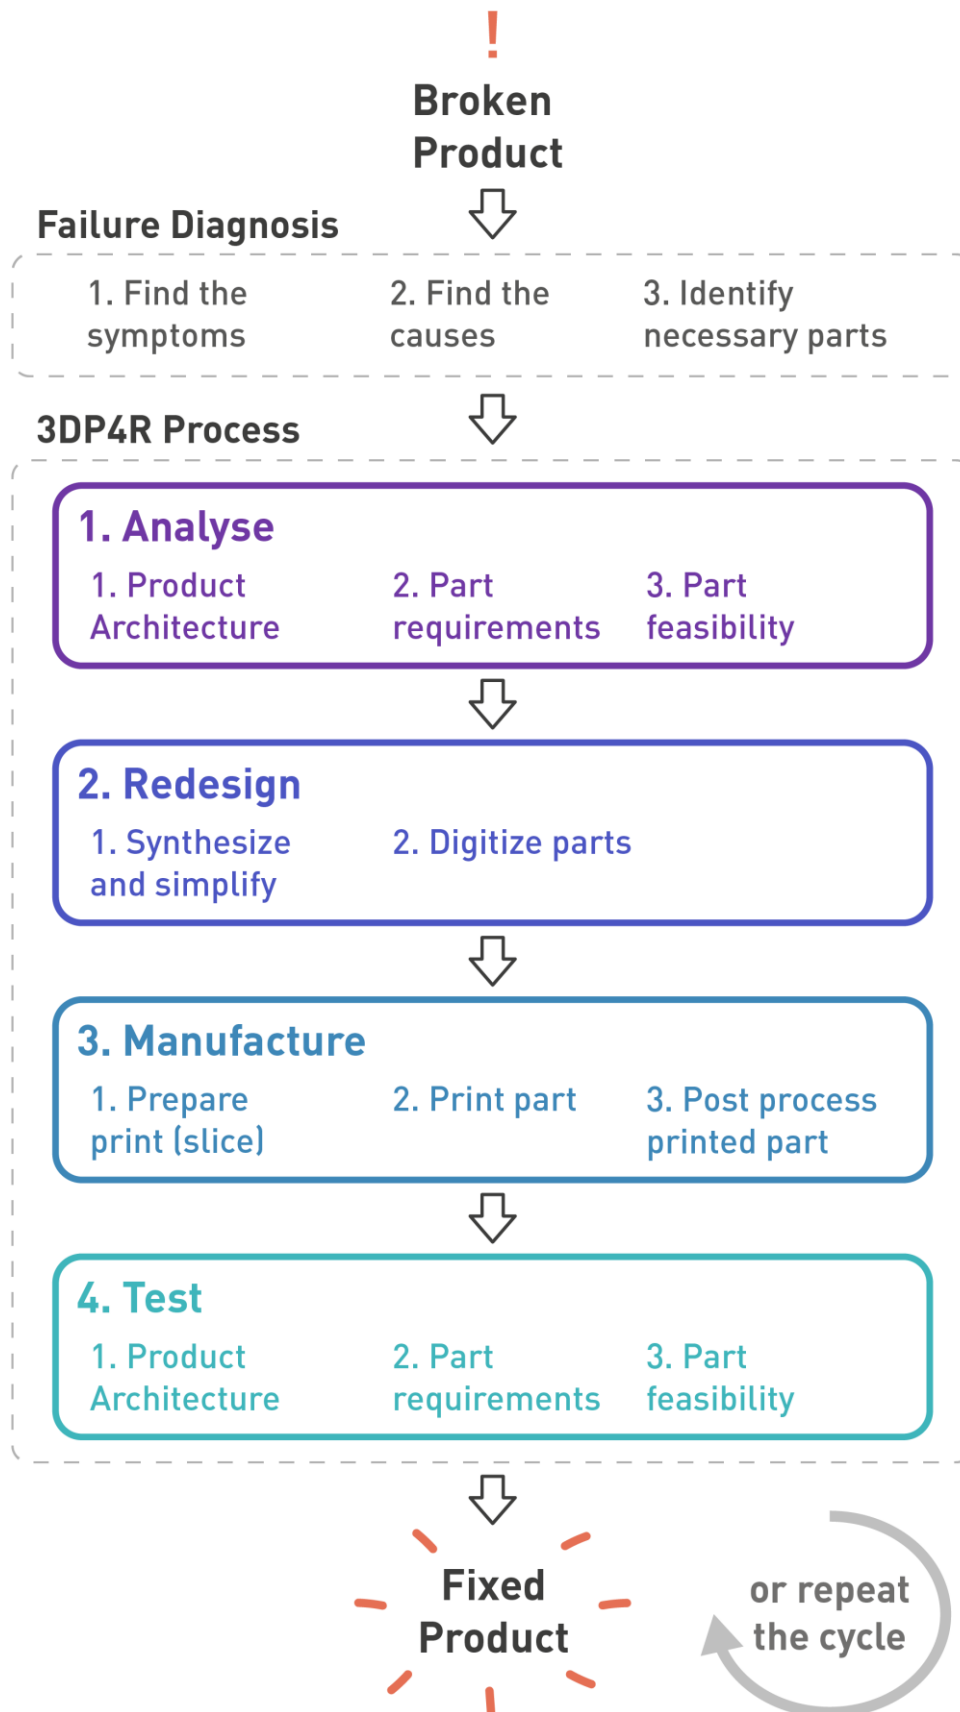 !
Broken
Product
Failure Diagnosis
1. Find the
symptoms
2. Find the
causes
3. Identify
necessary parts
3DP4R Process
1. Analyse
1. Product
Architecture
2. Part
requirements
3. Part
feasibility
2. Redesign
1. Synthesize
and simplify
2. Digitize parts
3. Manufacture
1. Prepare
print (slice)
2. Print part
3. Post process
printed part
4. Test
1. Product
Architecture
2. Part
requirements
3. Part
feasibility
Fixed
Product
or repeat
the cycle